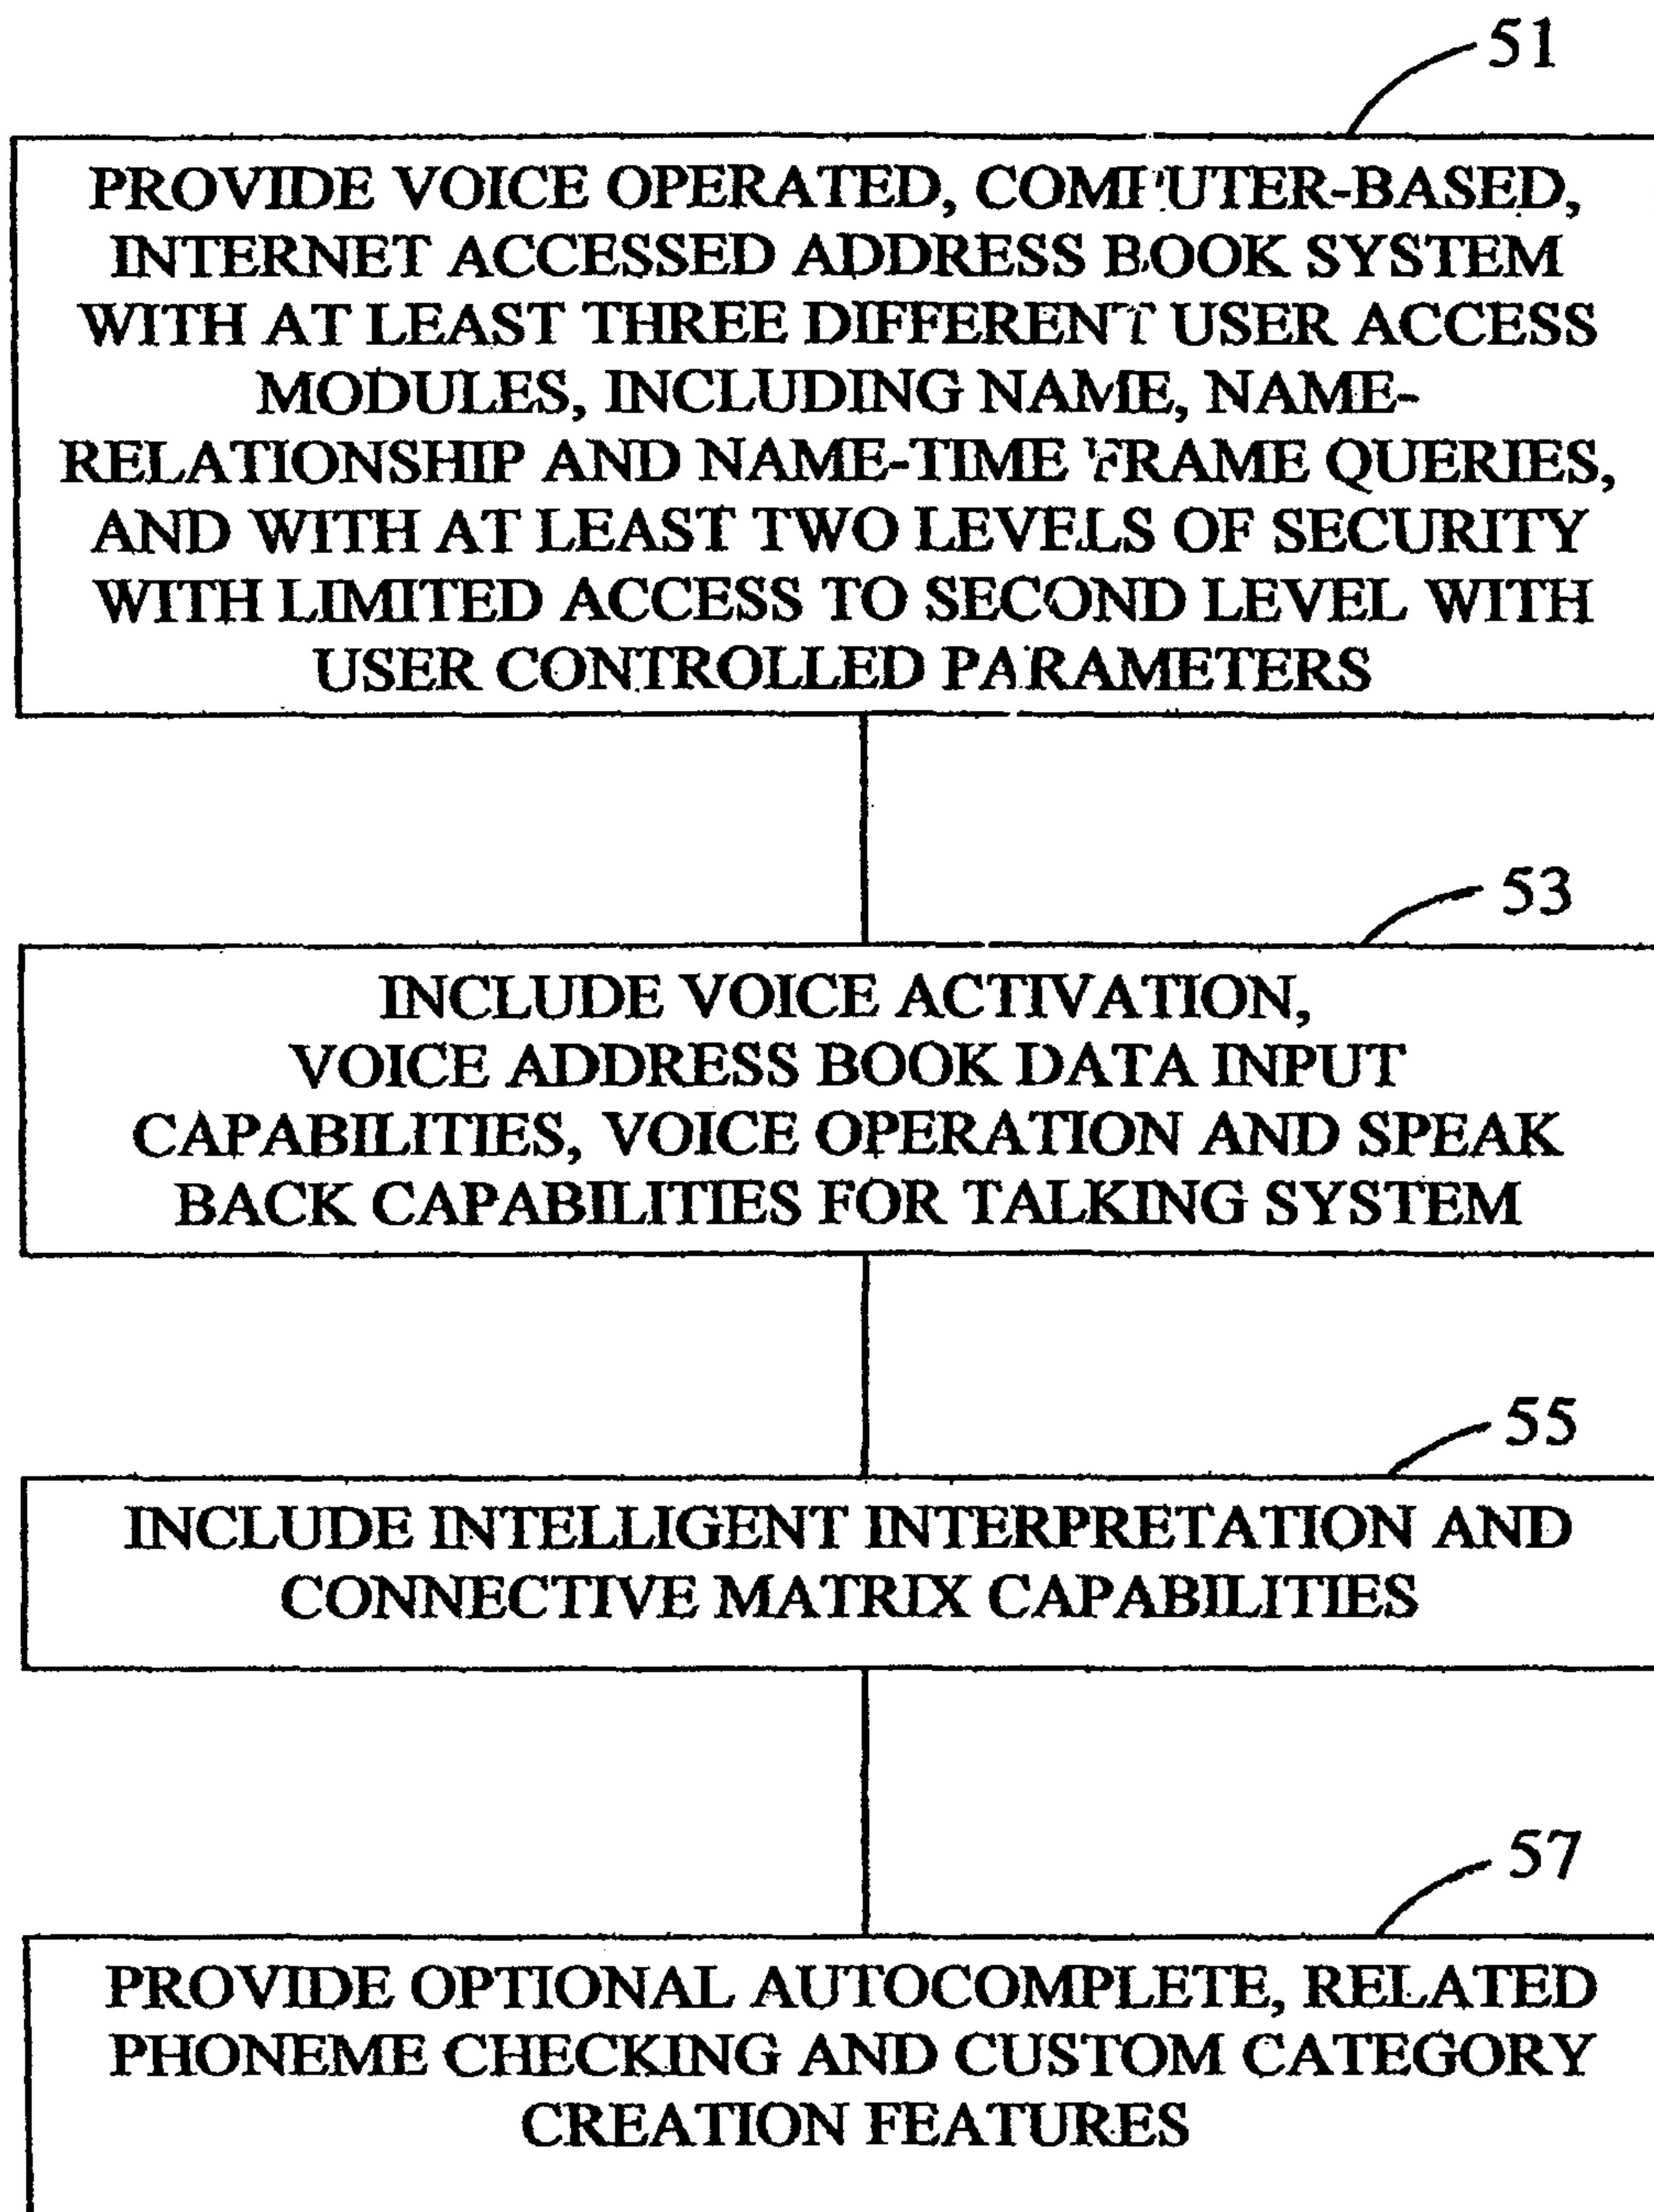 51
PROVIDE VOICE OPERATED, COMPUTER-BASED,
INTERNET ACCESSED ADDRESS BOOK SYSTEM
WITH AT LEAST THREE DIFFERENT USER ACCESS
MODULES, INCLUDING NAME, NAME-
RELATIONSHIP AND NAME-TIME FRAME QUERIES,
AND WITH AT LEAST TWO LEVELS OF SECURITY
WITH LIMITED ACCESS TO SECOND LEVEL WITH
USER CONTROLLED PARAMETERS
53
INCLUDE VOICE ACTIVATION,
VOICE ADDRESS BOOK DATA INPUT
CAPABILITIES, VOICE OPERATION AND SPEAK
BACK CAPABILITIES FOR TALKING SYSTEM
55
INCLUDE INTELLIGENT INTERPRETATION AND
CONNECTIVE MATRIX CAPABILITIES
57
PROVIDE OPTIONAL AUTOCOMPLETE, RELATED
PHONEME CHECKING AND CUSTOM CATEGORY
CREATION FEATURES